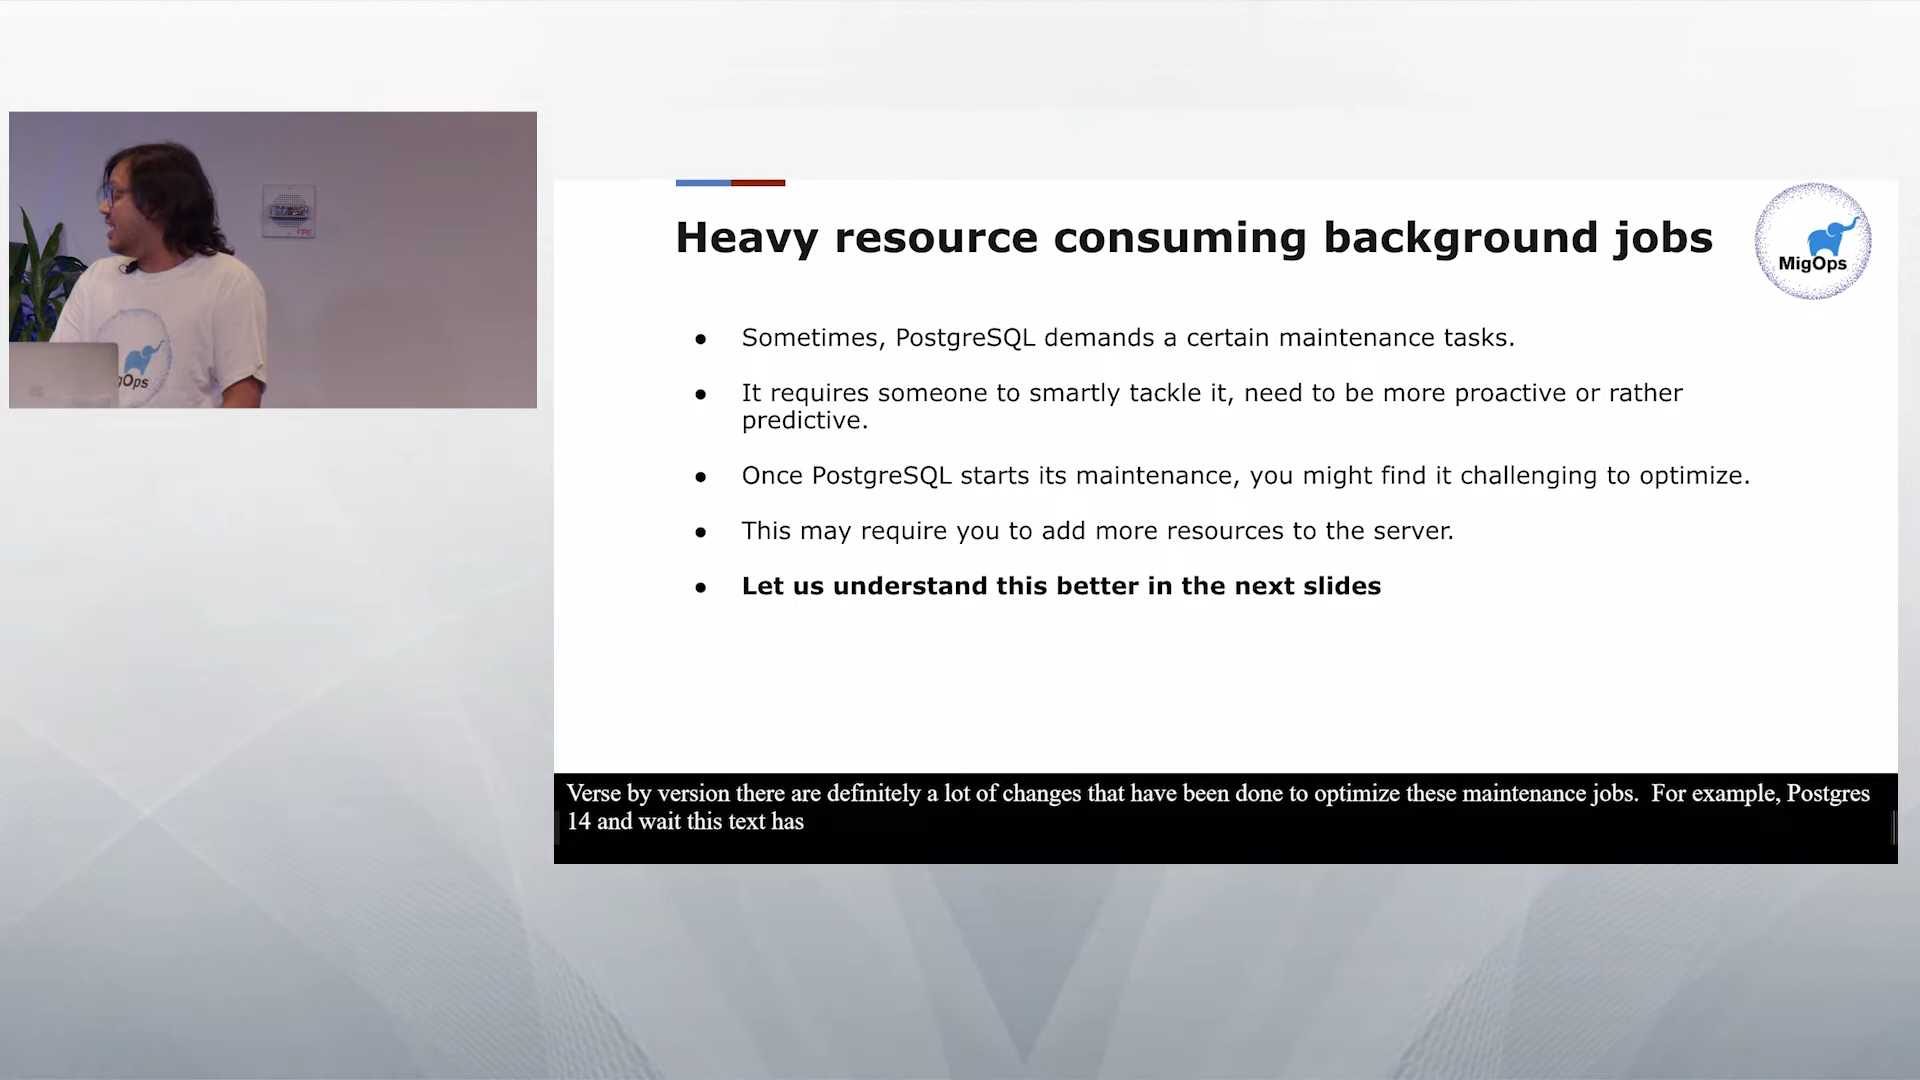 Heavy resource consuming background jobs
MigOps
● Sometimes, PostgreSQL demands a certain maintenance tasks.
● It requires someone to smartly tackle it, need to be more proactive or rather
predictive.
● Once PostgreSQL starts its maintenance, you might find it challenging to optimize.
● This may require you to add more resources to the server.
● Let us understand this better in the next slides
Verse by version there are definitely a lot of changes that have been done to optimize these maintenance jobs. For example, Postgres
14 and wait this text has
gOps
FIRE